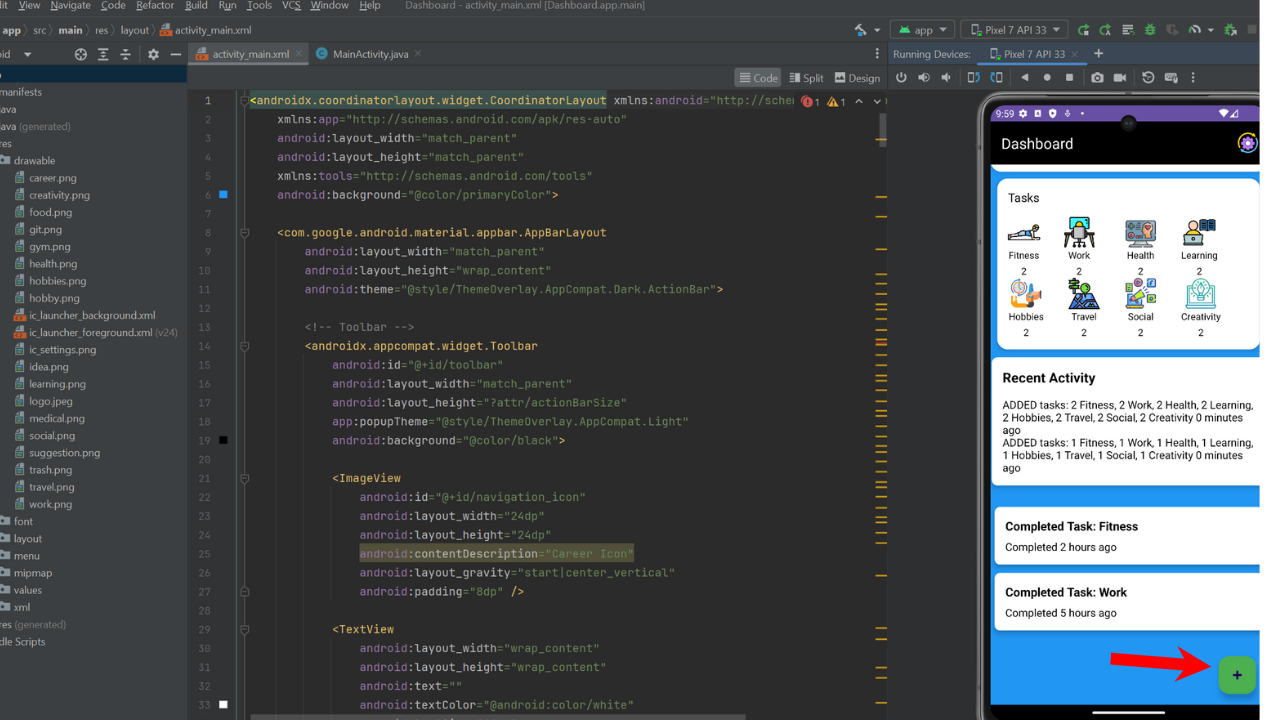 Edit View Navigate Code Refactor Build Run Tools VCS Window Help Dashboard - activity_main.xml [Dashboard.app.main]
app src main res layout activity_main.xml
app Pixel 7 API 33
activity_main.xml MainActivity.java Running Devices: Pixel 7 API 33
Code Split Design
manifests
java
java (generated)
res
drawable
career.png
creativity.png
food.png
git.png
gym.png
health.png
hobbies.png
hobby.png
ic_launcher_background.xml
ic_launcher_foreground.xml (v24)
ic_settings.png
idea.png
learning.png
logo.jpeg
medical.png
social.png
suggestion.png
trash.png
travel.png
work.png
font
layout
menu
mipmap
values
xml
res (generated)
dle Scripts
1 <androidx.coordinatorlayout.widget.CoordinatorLayout xmlns:android="http://schem 1 1
2 xmlns:app="http://schemas.android.com/apk/res-auto"
3 android:layout_width="match_parent"
4 android:layout_height="match_parent"
5 xmlns:tools="http://schemas.android.com/tools"
6 android:background="@color/primaryColor">
7
8 <com.google.android.material.appbar.AppBarLayout
9 android:layout_width="match_parent"
10 android:layout_height="wrap_content"
11 android:theme="@style/ThemeOverlay.AppCompat.Dark.ActionBar">
12
13 <!-- Toolbar -->
14 <androidx.appcompat.widget.Toolbar
15 android:id="@+id/toolbar"
16 android:layout_width="match_parent"
17 android:layout_height="?attr/actionBarSize"
18 app:popupTheme="@style/ThemeOverlay.AppCompat.Light"
19 android:background="@color/black">
20
21 <ImageView
22 android:id="@+id/navigation_icon"
23 android:layout_width="24dp"
24 android:layout_height="24dp"
25 android:contentDescription="Career Icon"
26 android:layout_gravity="start|center_vertical"
27 android:padding="8dp" />
28
29 <TextView
30 android:layout_width="wrap_content"
31 android:layout_height="wrap_content"
32 android:text=""
33 android:textColor="@android:color/white"
9:59
Dashboard
Tasks
Fitness Work Health Learning
2 2 2 2
Hobbies Travel Social Creativity
2 2 2 2
Recent Activity
ADDED tasks: 2 Fitness, 2 Work, 2 Health, 2 Learning,
2 Hobbies, 2 Travel, 2 Social, 2 Creativity 0 minutes
ago
ADDED tasks: 1 Fitness, 1 Work, 1 Health, 1 Learning,
1 Hobbies, 1 Travel, 1 Social, 1 Creativity 0 minutes
ago
Completed Task: Fitness
Completed 2 hours ago
Completed Task: Work
Completed 5 hours ago
+